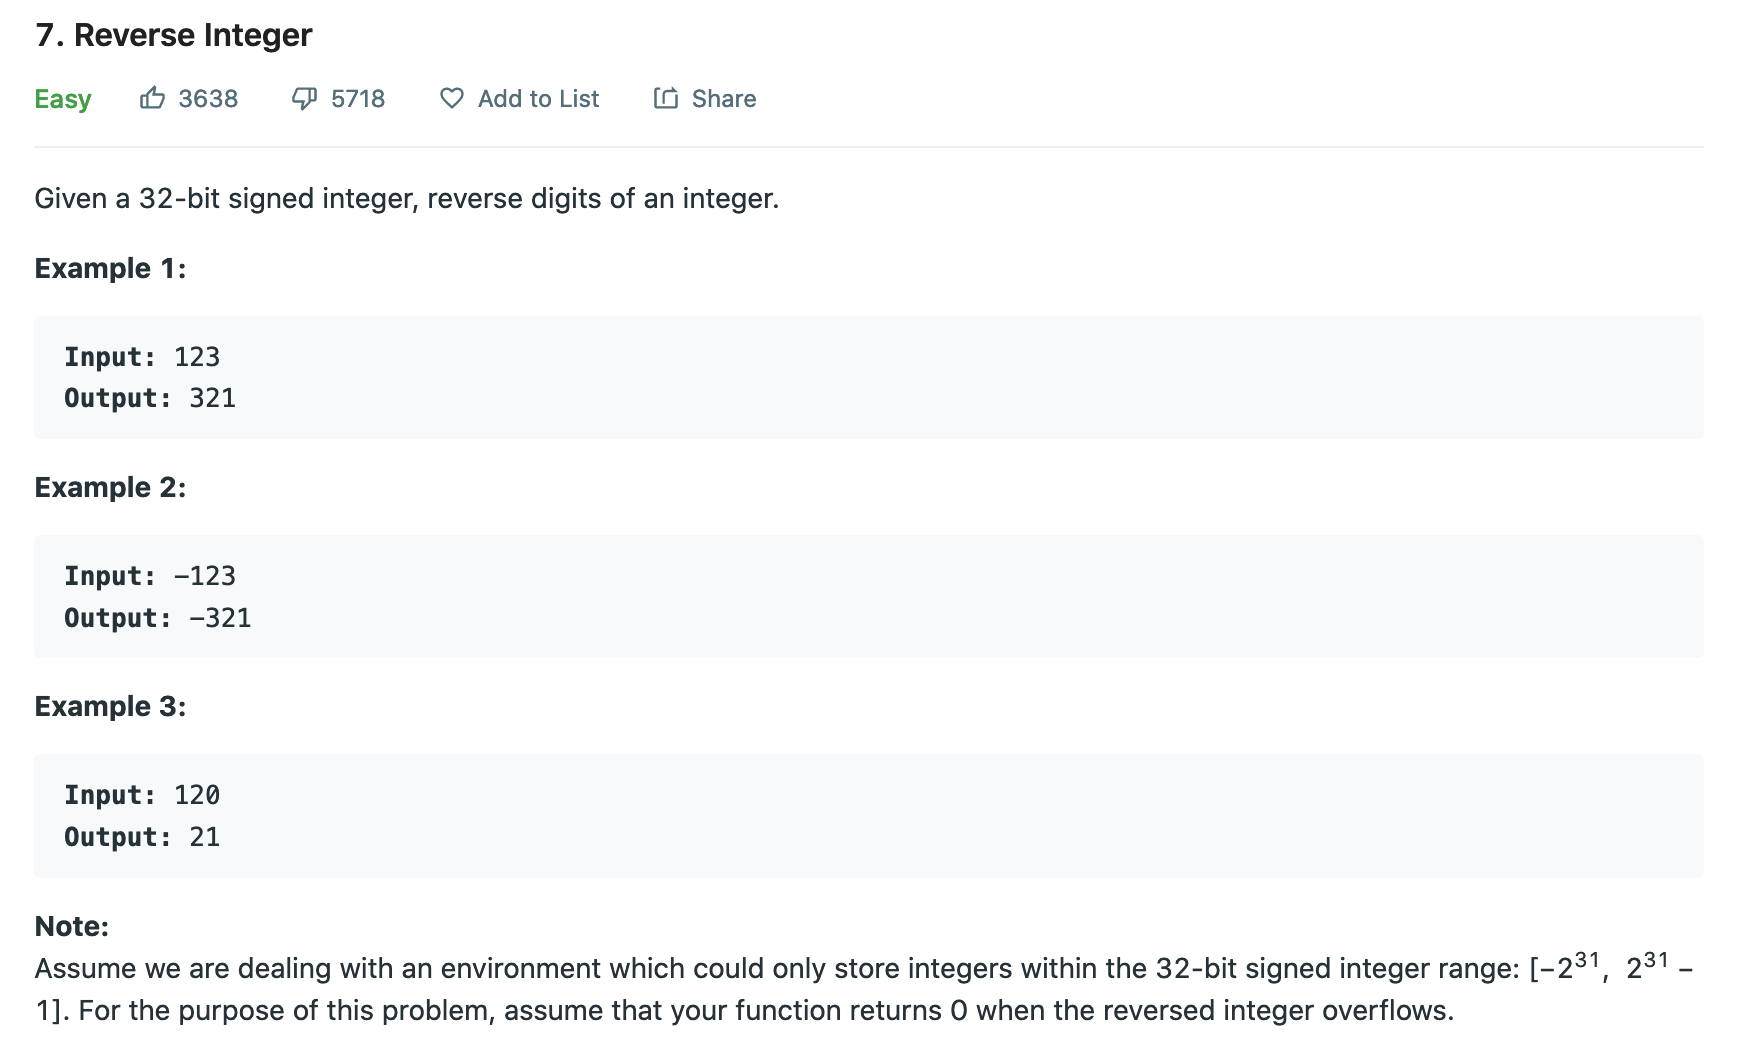 7. Reverse Integer
Easy 3638 5718 Add to List Share
Given a 32-bit signed integer, reverse digits of an integer.
Example 1:
Input: 123
Output: 321
Example 2:
Input: −123
Output: −321
Example 3:
Input: 120
Output: 21
Note:
Assume we are dealing with an environment which could only store integers within the 32-bit signed integer range: [−2³¹, 2³¹ −
1]. For the purpose of this problem, assume that your function returns 0 when the reversed integer overflows.